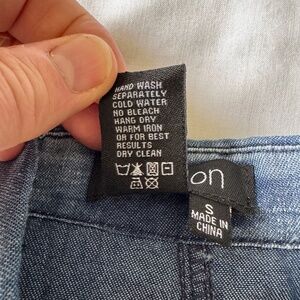 HAND WASH
SEPARATELY
COLD WATER
NO BLEACH
HANG DRY
WARM IRON
OR FOR BEST
RESULTS
DRY CLEAN
on
S
MADE IN
CHINA